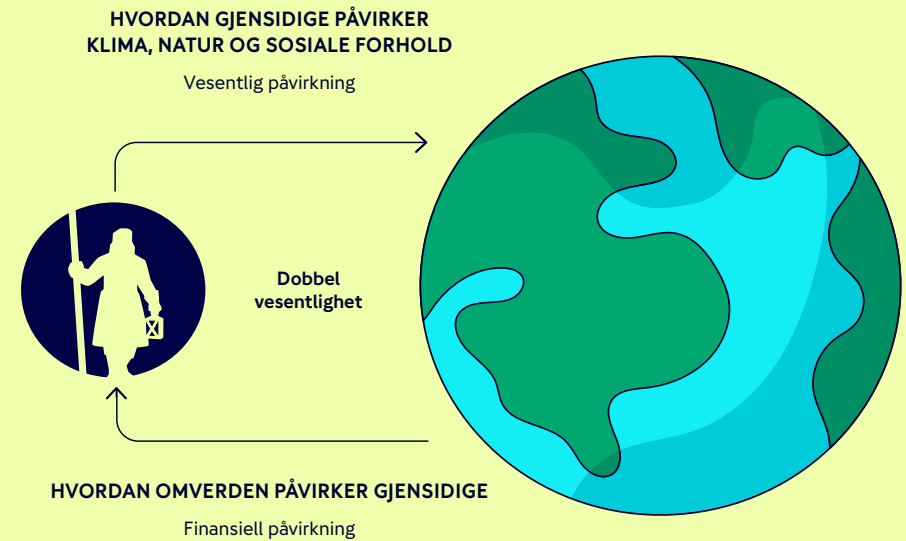 HVORDAN GJENSIDIGE PÅVIRKER
KLIMA, NATUR OG SOSIALE FORHOLD
Vesentlig påvirkning
Dobbel
vesentlighet
HVORDAN OMVERDEN PÅVIRKER GJENSIDIGE
Finansiell påvirkning